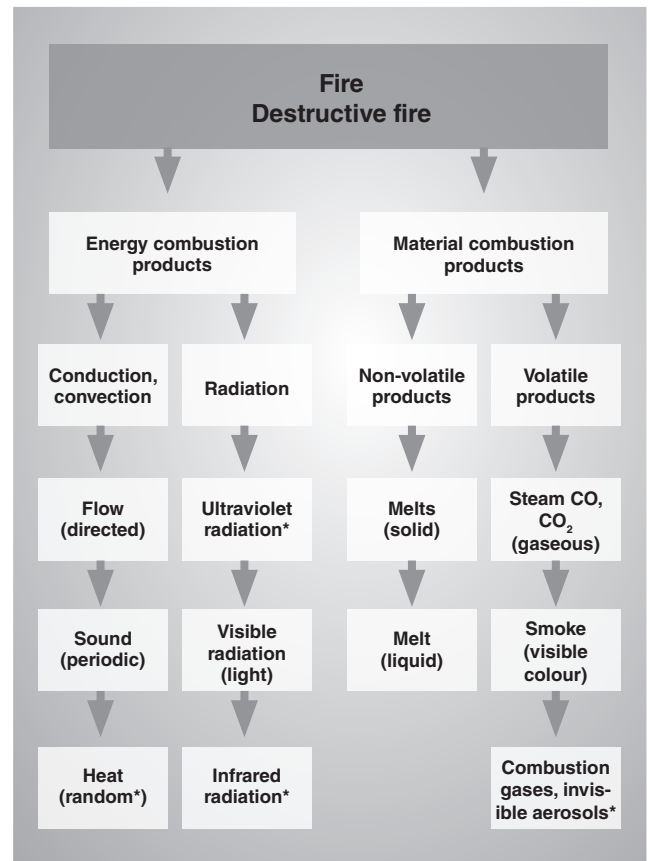 Fire
Destructive fire
Energy combustion
products
Material combustion
products
Conduction,
convection
Radiation
Non-volatile
products
Volatile
products
Flow
(directed)
Ultraviolet
radiation*
Melts
(solid)
Steam CO,
CO₂
(gaseous)
Sound
(periodic)
Visible
radiation
(light)
Melt
(liquid)
Smoke
(visible
colour)
Heat
(random*)
Infrared
radiation*
Combustion
gases, invis-
ible aerosols*